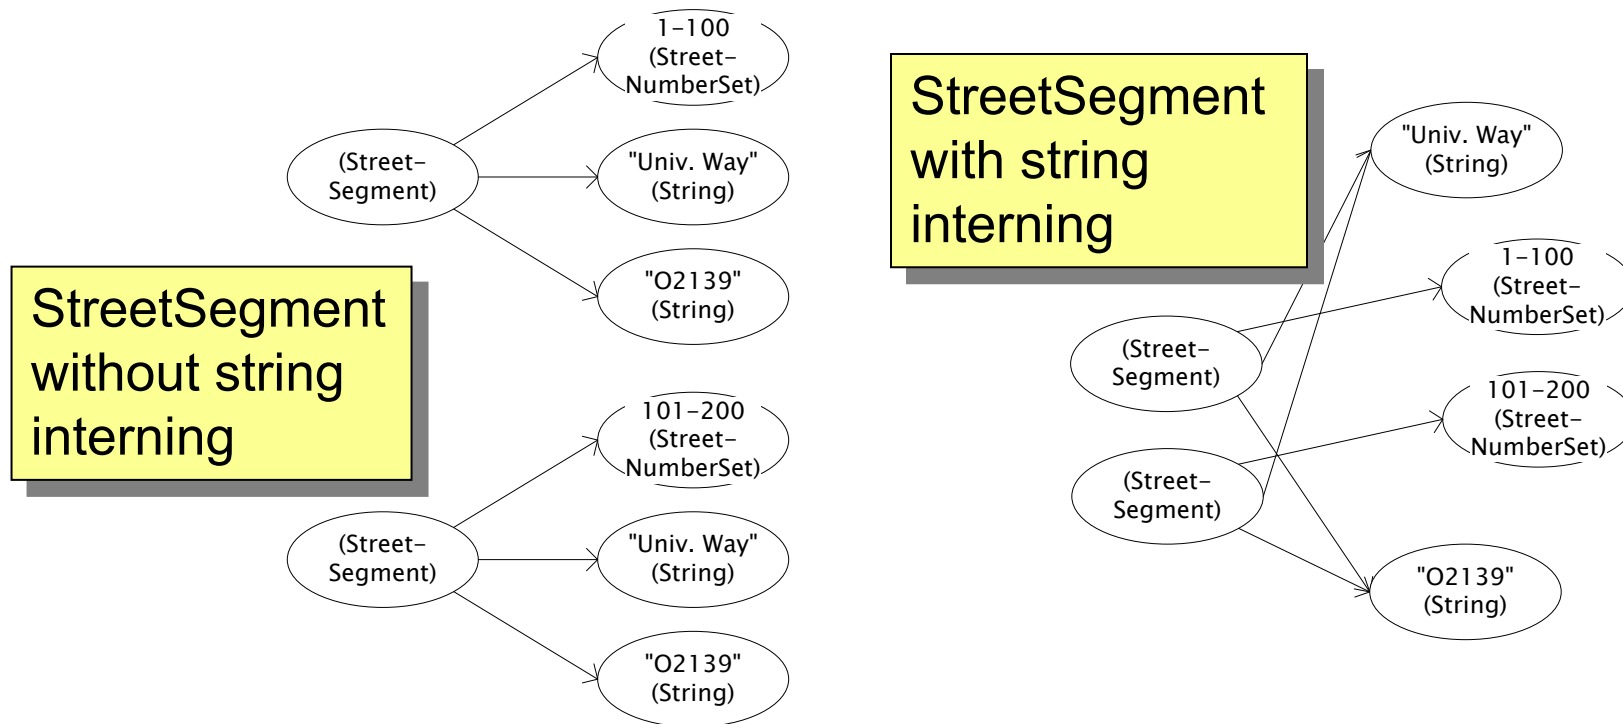 StreetSegment
without string
interning
(Street-
Segment)
1-100
(Street-
NumberSet)
"Univ. Way"
(String)
"O2139"
(String)
(Street-
Segment)
101-200
(Street-
NumberSet)
"Univ. Way"
(String)
"O2139"
(String)
StreetSegment
with string
interning
(Street-
Segment)
(Street-
Segment)
"Univ. Way"
(String)
1-100
(Street-
NumberSet)
101-200
(Street-
NumberSet)
"O2139"
(String)